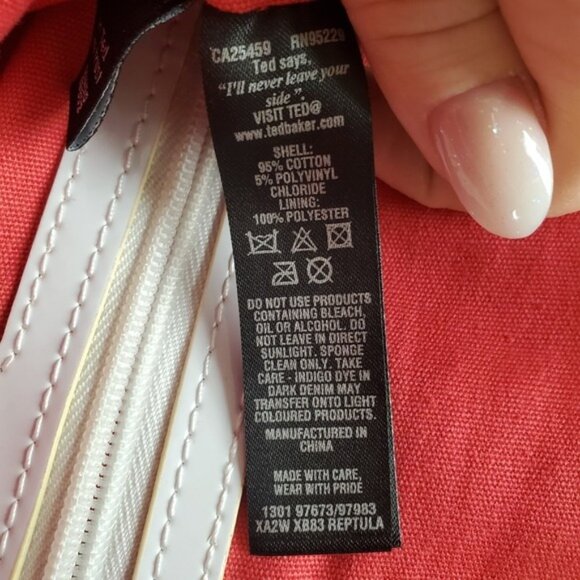 CA25459 RN95229
Ted says,
"I'll never leave your
side".
VISIT TED@
www.tedbaker.com
SHELL:
95% COTTON
5% POLYVINYL
CHLORIDE
LINING:
100% POLYESTER
DO NOT USE PRODUCTS
CONTAINING BLEACH,
OIL OR ALCOHOL. DO
NOT LEAVE IN DIRECT
SUNLIGHT. SPONGE
CLEAN ONLY. TAKE
CARE - INDIGO DYE IN
DARK DENIM MAY
TRANSFER ONTO LIGHT
COLOURED PRODUCTS.
MANUFACTURED IN
CHINA
MADE WITH CARE,
WEAR WITH PRIDE
1301 97673/97983
XA2W XB83 REPTULA